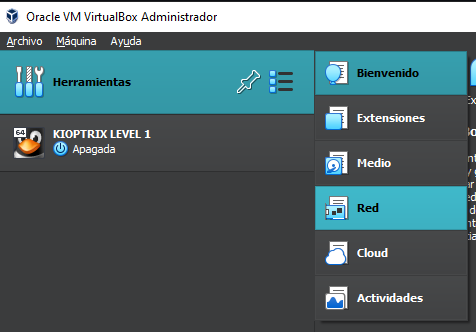 Oracle VM VirtualBox Administrador
Archivo Máquina Ayuda
Herramientas
64
KIOPTRIX LEVEL 1
Apagada
Bienvenido
Extensiones
Medio
Red
Cloud
Actividades